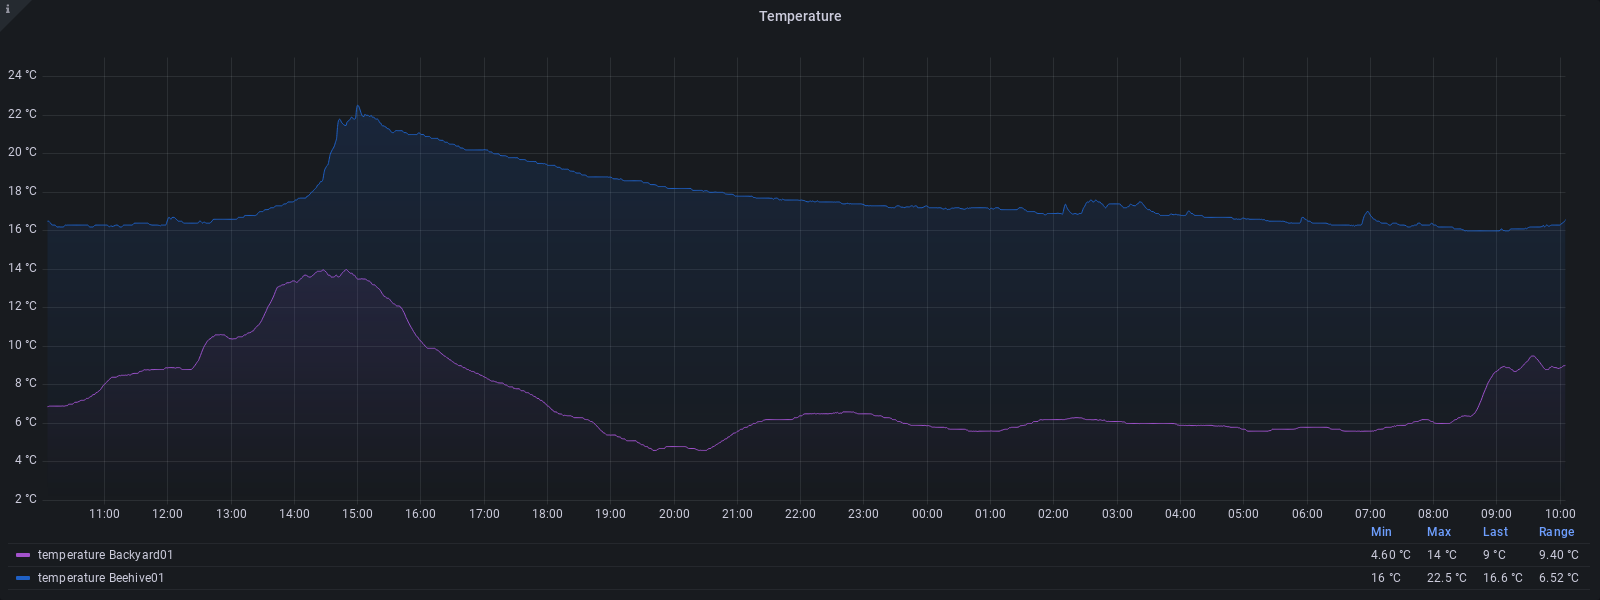 i
Temperature
24 °C
22 °C
20 °C
18 °C
16 °C
14 °C
12 °C
10 °C
8 °C
6 °C
4 °C
2 °C
11:00 12:00 13:00 14:00 15:00 16:00 17:00 18:00 19:00 20:00 21:00 22:00 23:00 00:00 01:00 02:00 03:00 04:00 05:00 06:00 07:00 08:00 09:00 10:00
Min Max Last Range
temperature Backyard01 4.60 °C 14 °C 9 °C 9.40 °C
temperature Beehive01 16 °C 22.5 °C 16.6 °C 6.52 °C